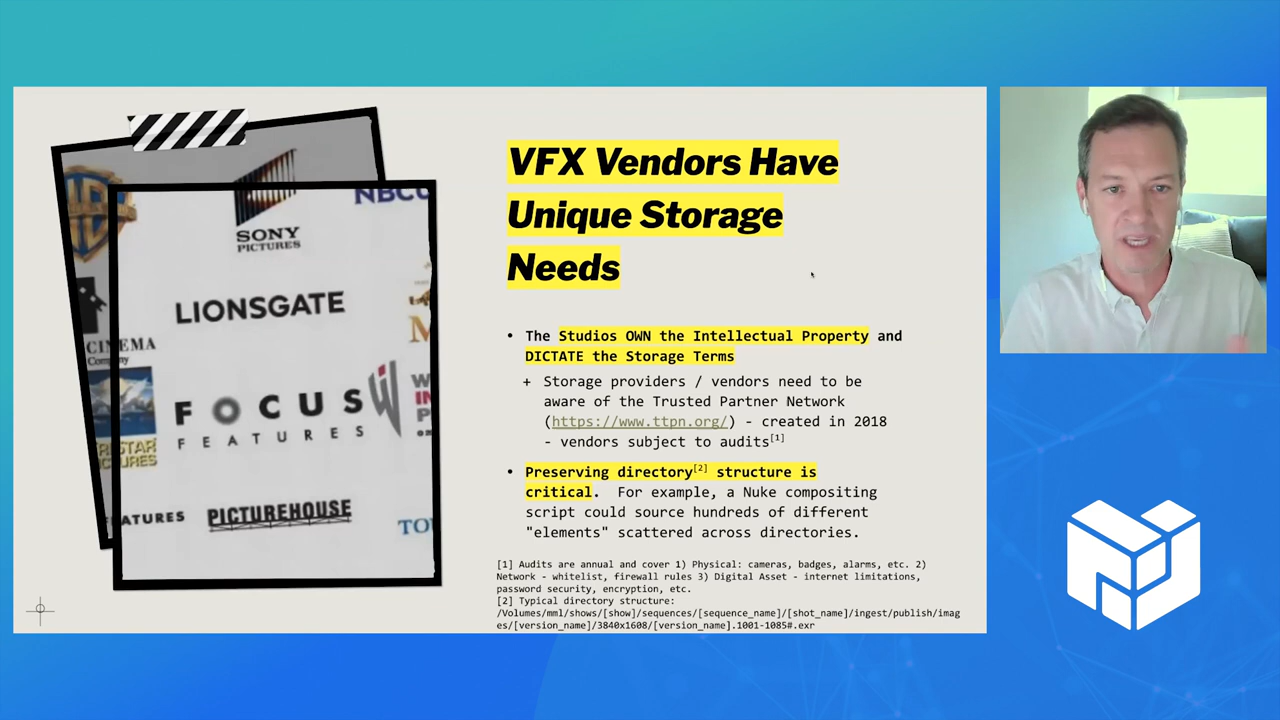 VFX Vendors Have
Unique Storage
Needs
• The Studios OWN the Intellectual Property and
DICTATE the Storage Terms
+ Storage providers / vendors need to be
aware of the Trusted Partner Network
(https://www.ttpn.org/) - created in 2018
- vendors subject to audits[1]
• Preserving directory[2] structure is
critical. For example, a Nuke compositing
script could source hundreds of different
"elements" scattered across directories.
[1] Audits are annual and cover 1) Physical: cameras, badges, alarms, etc. 2)
Network - whitelist, firewall rules 3) Digital Asset - internet limitations,
password security, encryption, etc.
[2] Typical directory structure:
/Volumes/mml/shows/[show]/sequences/[sequence_name]/[shot_name]/ingest/publish/imag
es/[version_name]/3840x1608/[version_name].1001-1085#.exr
WB
NBCU
SONY
PICTURES
LIONSGATE
CINEMA
Company
FOCUS
FEATURES
PICTUREHOUSE